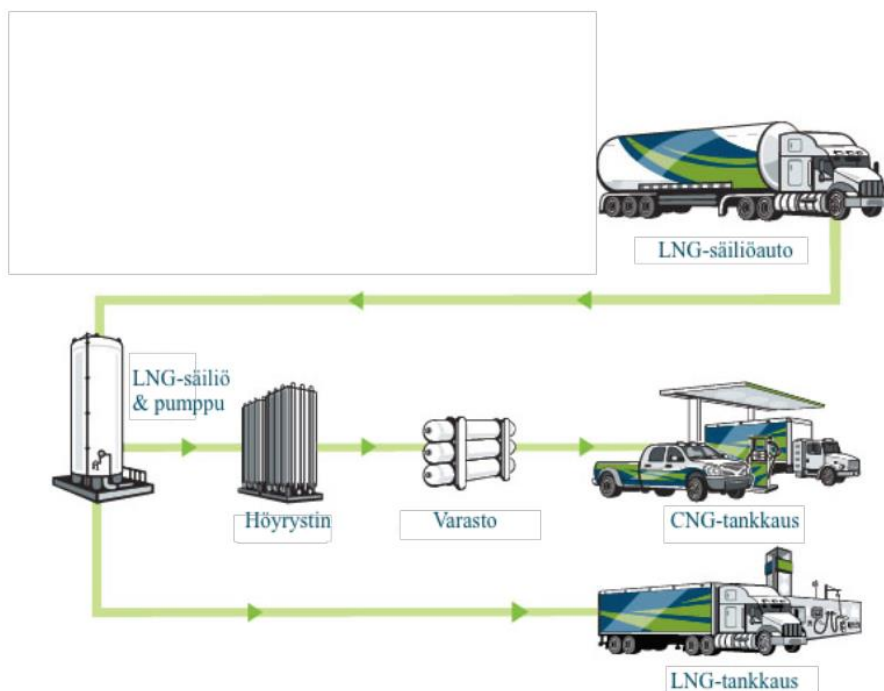 LNG-säiliöauto
LNG-säiliö
& pumppu
Höyrystin
Varasto
CNG-tankkaus
LNG-tankkaus